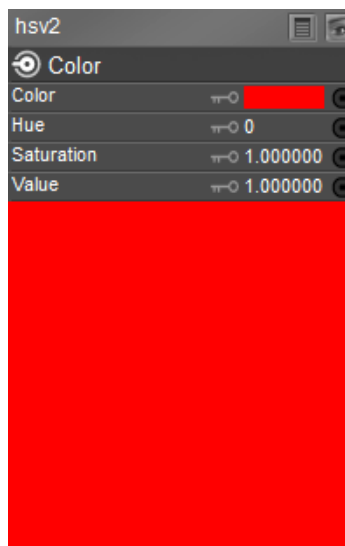 hsv2
Color
Color
Hue 0
Saturation 1.000000
Value 1.000000